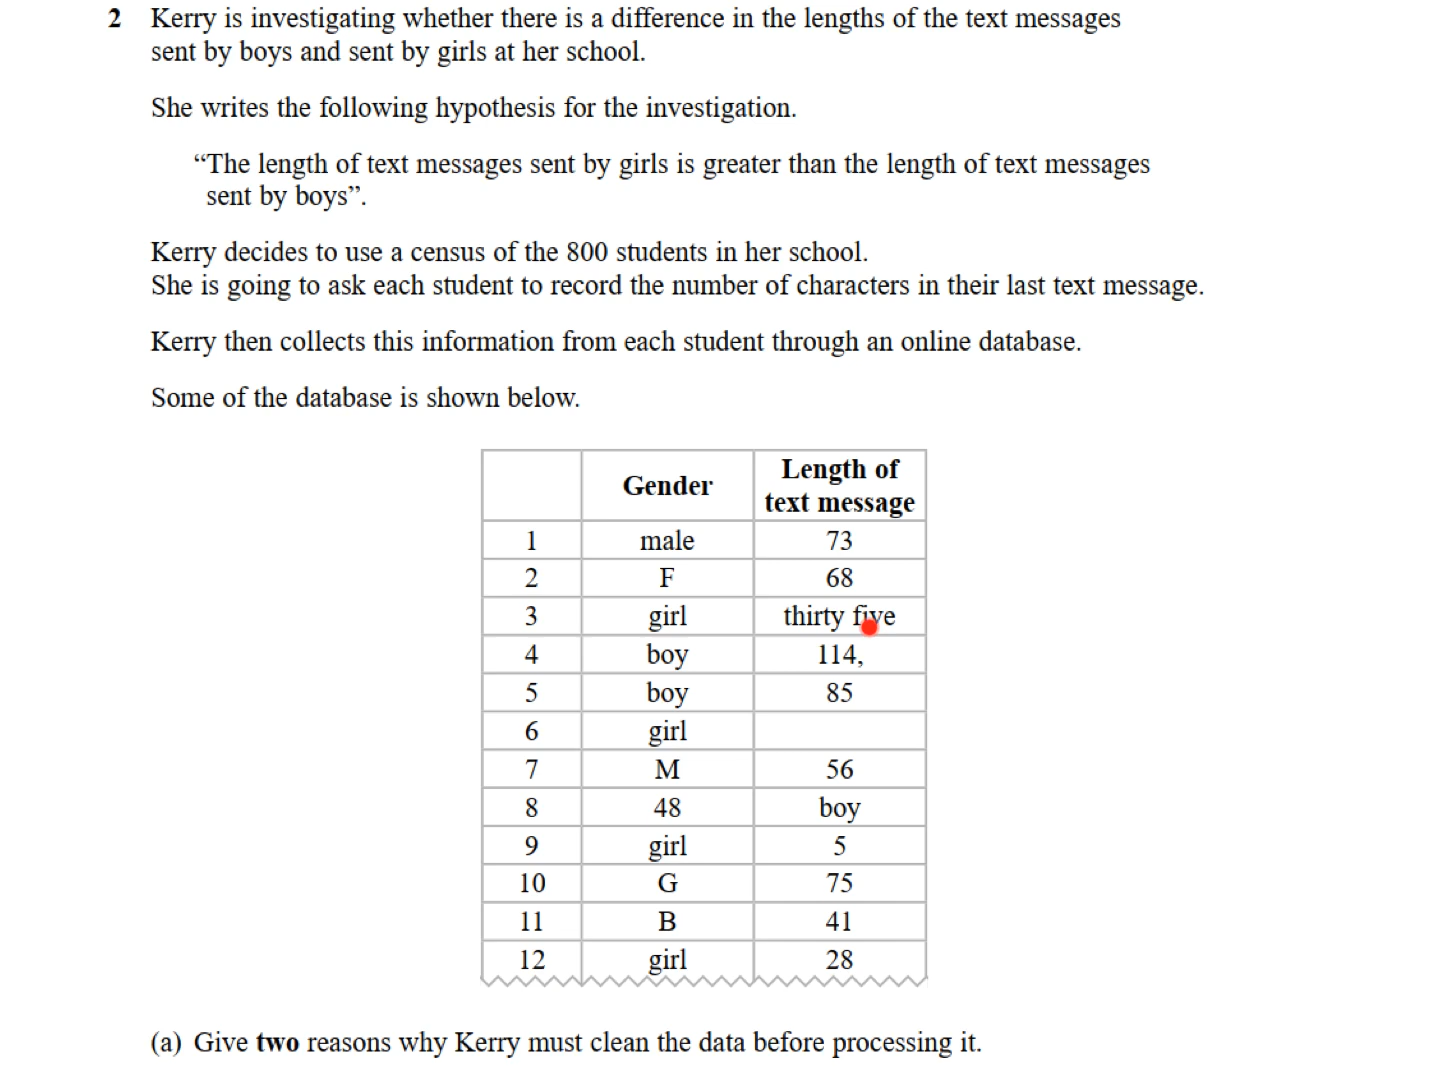 2 Kerry is investigating whether there is a difference in the lengths of the text messages
sent by boys and sent by girls at her school.
She writes the following hypothesis for the investigation.
“The length of text messages sent by girls is greater than the length of text messages
sent by boys”.
Kerry decides to use a census of the 800 students in her school.
She is going to ask each student to record the number of characters in their last text message.
Kerry then collects this information from each student through an online database.
Some of the database is shown below.
Gender Length of
text message
1 male 73
2 F 68
3 girl thirty five
4 boy 114,
5 boy 85
6 girl
7 M 56
8 48 boy
9 girl 5
10 G 75
11 B 41
12 girl 28
(a) Give two reasons why Kerry must clean the data before processing it.